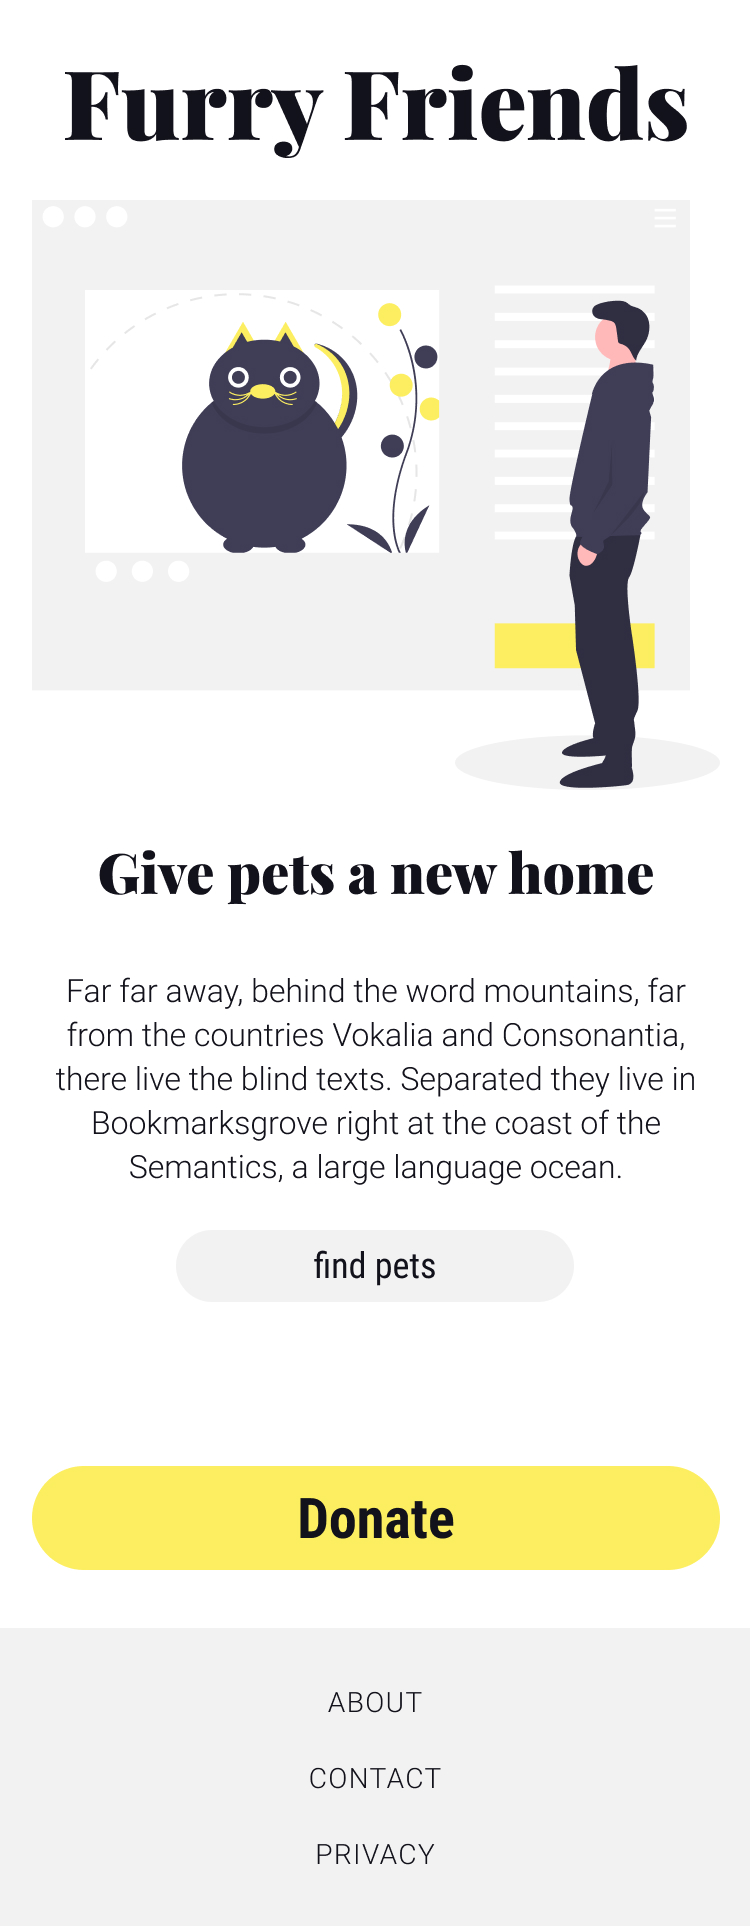 Furry Friends
Give pets a new home
Far far away, behind the word mountains, far
from the countries Vokalia and Consonantia,
there live the blind texts. Separated they live in
Bookmarksgrove right at the coast of the
Semantics, a large language ocean.
find pets
Donate
ABOUT
CONTACT
PRIVACY